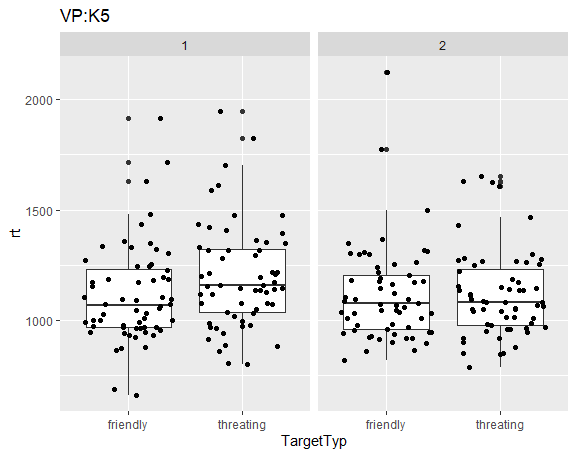 VP:K5
1 2
2000
1500
1000
rt
friendly threating friendly threating
TargetTyp